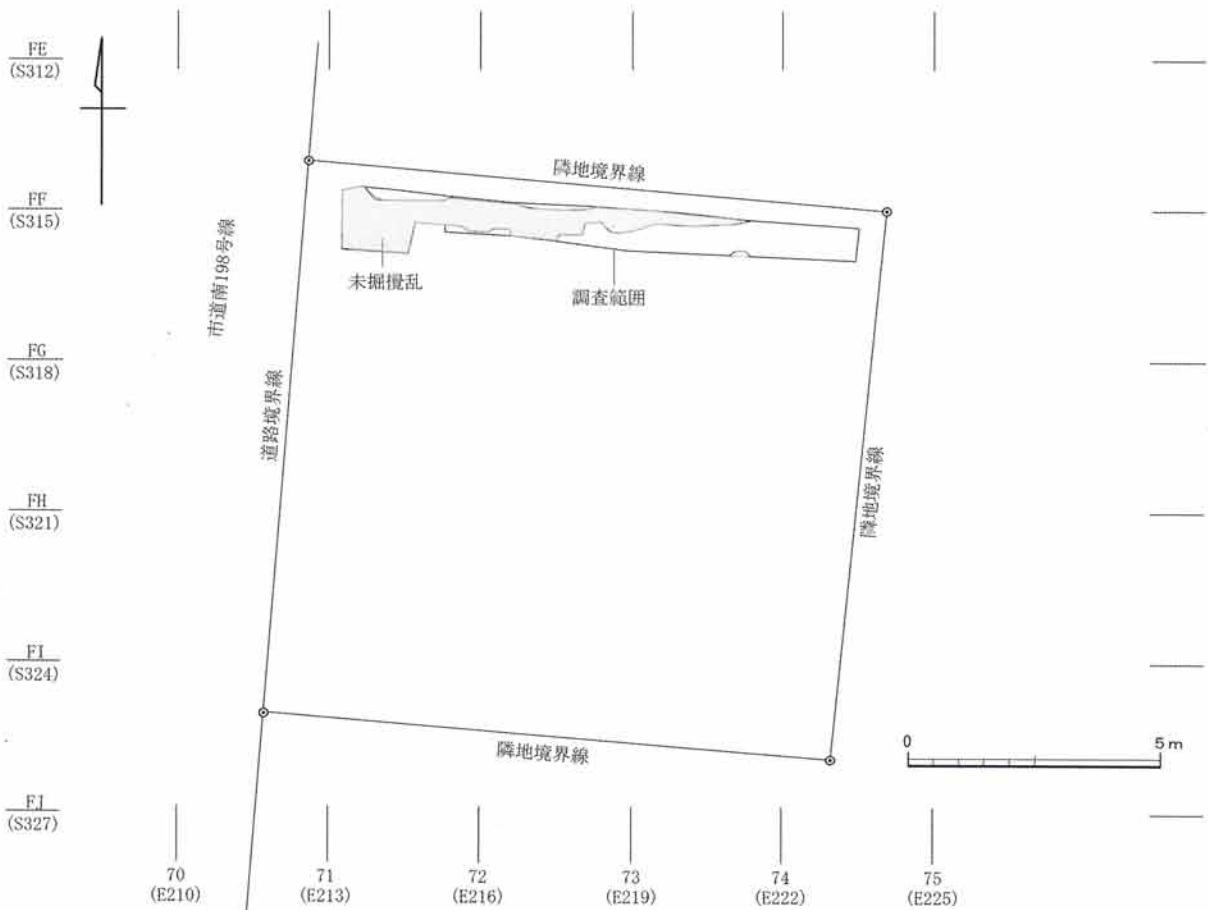 FE
(S312)
隣地境界線
FF
(S315)
市道南198号線
未掘攪乱
調査範囲
FG
(S318)
道路境界線
隣地境界線
FH
(S321)
FI
(S324)
隣地境界線
0
5m
FJ
(S327)
70
(E210)
71
(E213)
72
(E216)
73
(E219)
74
(E222)
75
(E225)